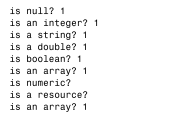 is null? 1
is an integer? 1
is a string? 1
is a double? 1
is boolean? 1
is an array? 1
is numeric?
is a resource?
is an array? 1